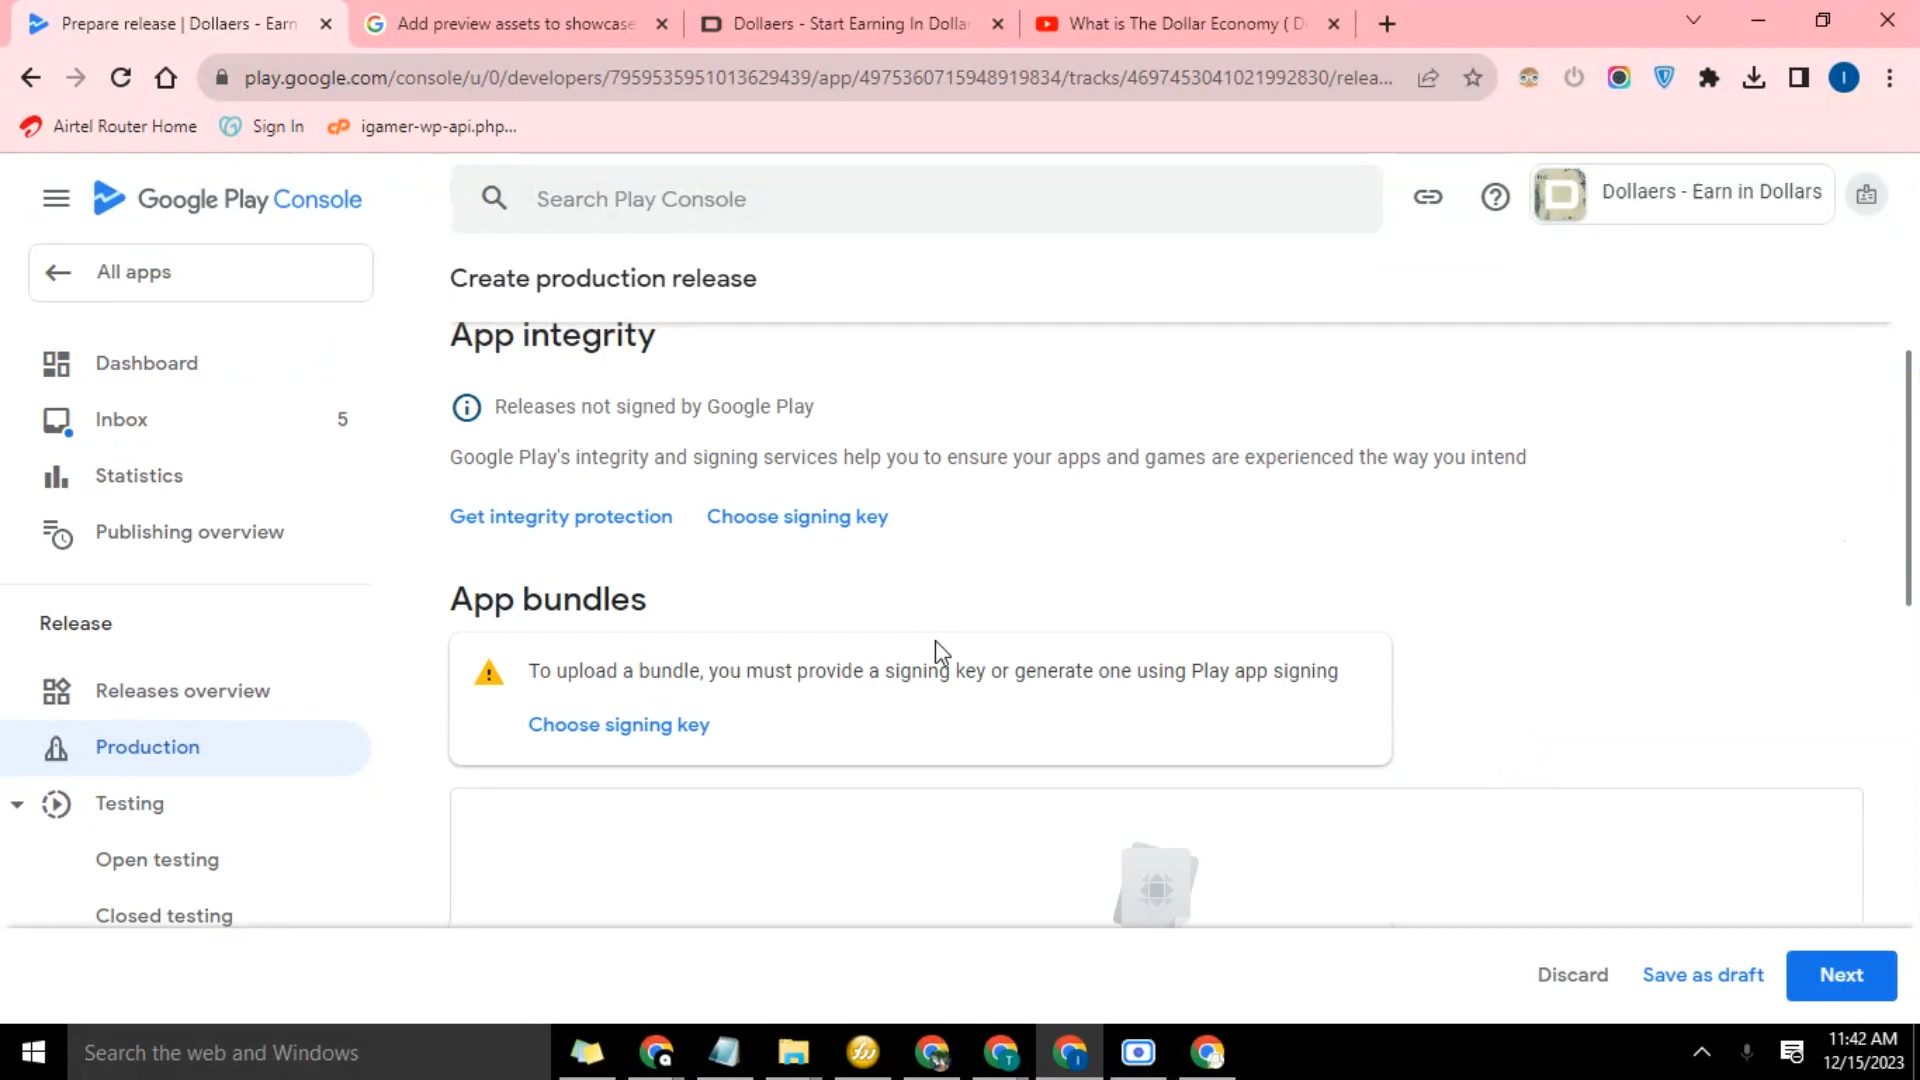 Prepare release | Dollaers - Earn
Add preview assets to showcase
Dollaers - Start Earning In Dolla
What is The Dollar Economy ( D
play.google.com/console/u/0/developers/7959535951013629439/app/4975360715948919834/tracks/4697453041021992830/relea...
I
Airtel Router Home
Sign In
igamer-wp-api.php...
Google Play Console
Search Play Console
Dollaers - Earn in Dollars
All apps
Create production release
App integrity
Dashboard
Releases not signed by Google Play
Inbox 5
Google Play's integrity and signing services help you to ensure your apps and games are experienced the way you intend
Statistics
Get integrity protection Choose signing key
Publishing overview
App bundles
Release
To upload a bundle, you must provide a signing key or generate one using Play app signing
Releases overview
Choose signing key
Production
Testing
Open testing
Closed testing
Discard Save as draft Next
Search the web and Windows
11:42 AM
12/15/2023